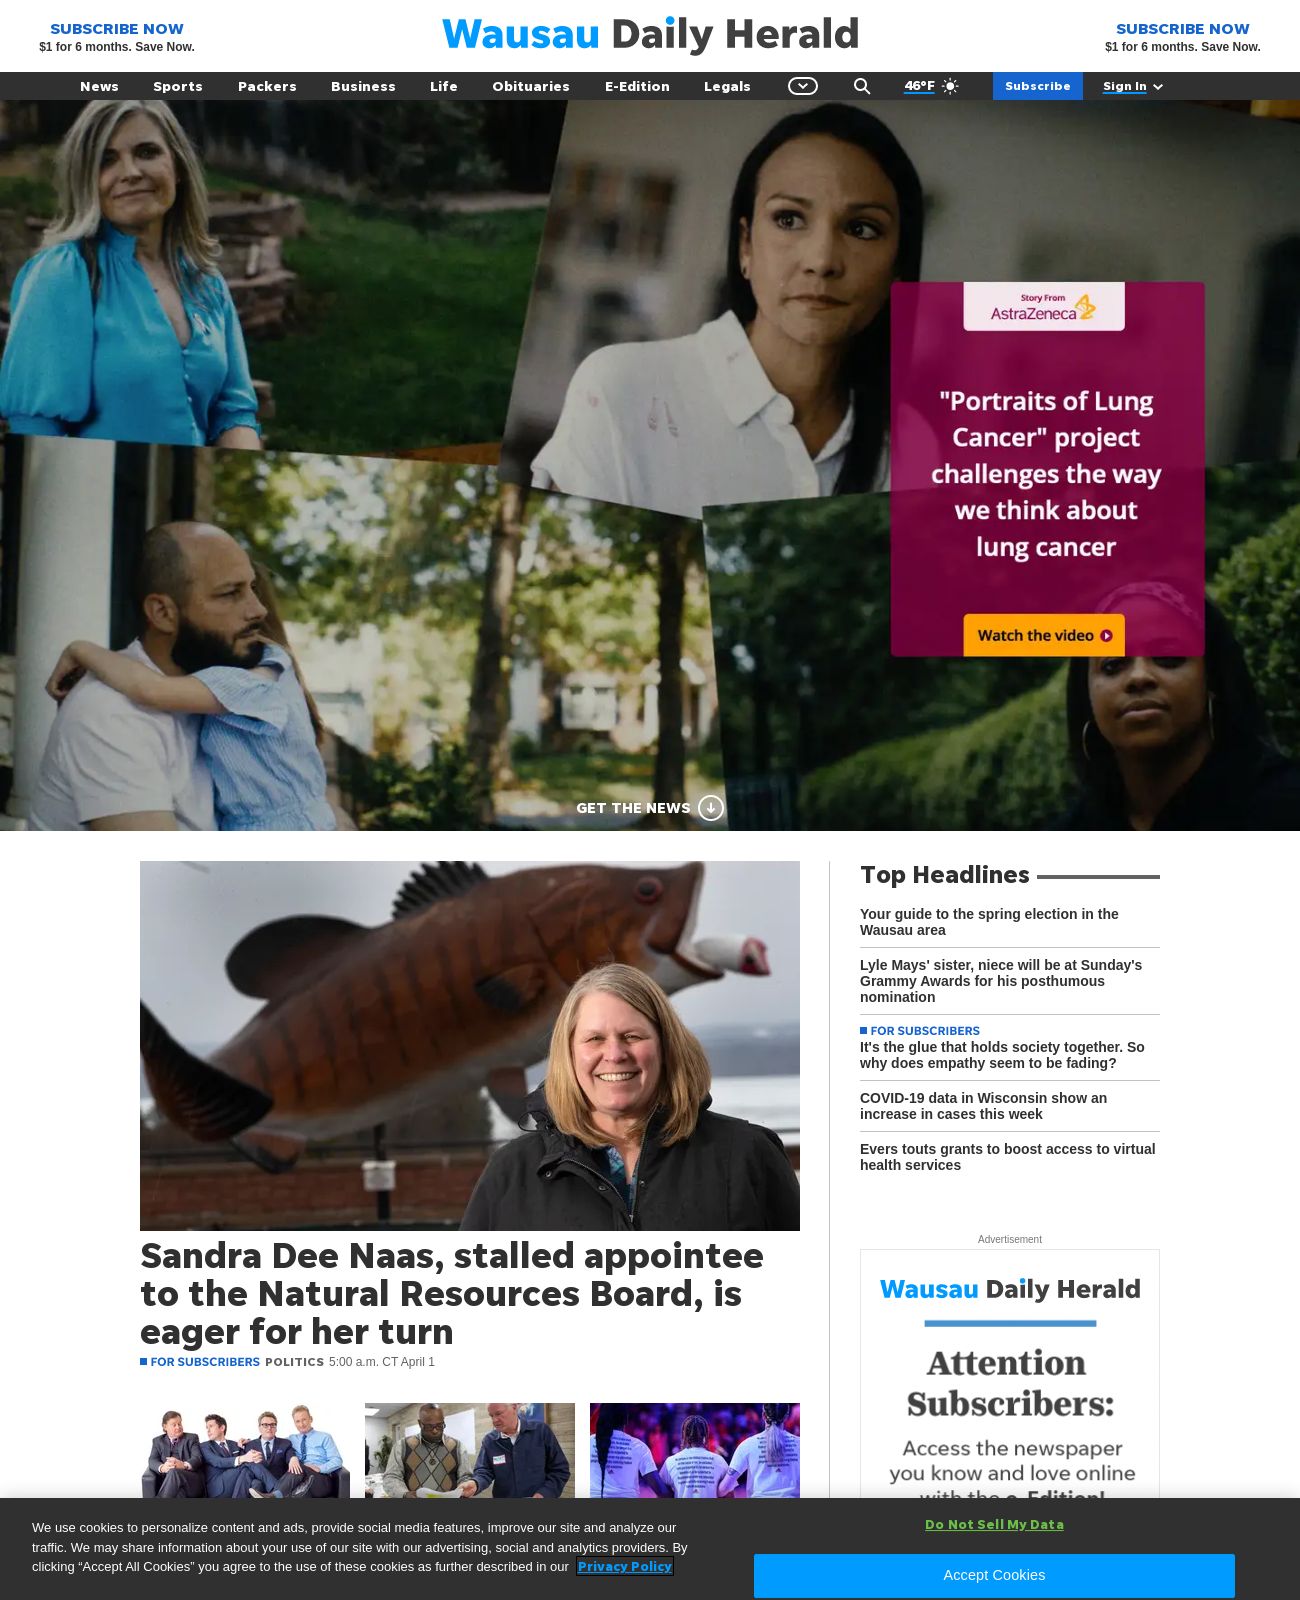 SUBSCRIBE NOW
$1 for 6 months. Save Now.
Wausau Daily Herald
SUBSCRIBE NOW
$1 for 6 months. Save Now.
News Sports Packers Business Life Obituaries E-Edition Legals 46°F Subscribe Sign In
Story From
AstraZeneca
"Portraits of Lung
Cancer" project
challenges the way
we think about
lung cancer
Watch the video
GET THE NEWS
Sandra Dee Naas, stalled appointee
to the Natural Resources Board, is
eager for her turn
FOR SUBSCRIBERS POLITICS 5:00 a.m. CT April 1
Top Headlines
Your guide to the spring election in the
Wausau area
Lyle Mays' sister, niece will be at Sunday's
Grammy Awards for his posthumous
nomination
FOR SUBSCRIBERS
It's the glue that holds society together. So
why does empathy seem to be fading?
COVID-19 data in Wisconsin show an
increase in cases this week
Evers touts grants to boost access to virtual
health services
Advertisement
Wausau Daily Herald
Attention
Subscribers:
Access the newspaper
you know and love online
with the e-Edition!
We use cookies to personalize content and ads, provide social media features, improve our site and analyze our
traffic. We may share information about your use of our site with our advertising, social and analytics providers. By
clicking “Accept All Cookies” you agree to the use of these cookies as further described in our Privacy Policy
Do Not Sell My Data
Accept Cookies